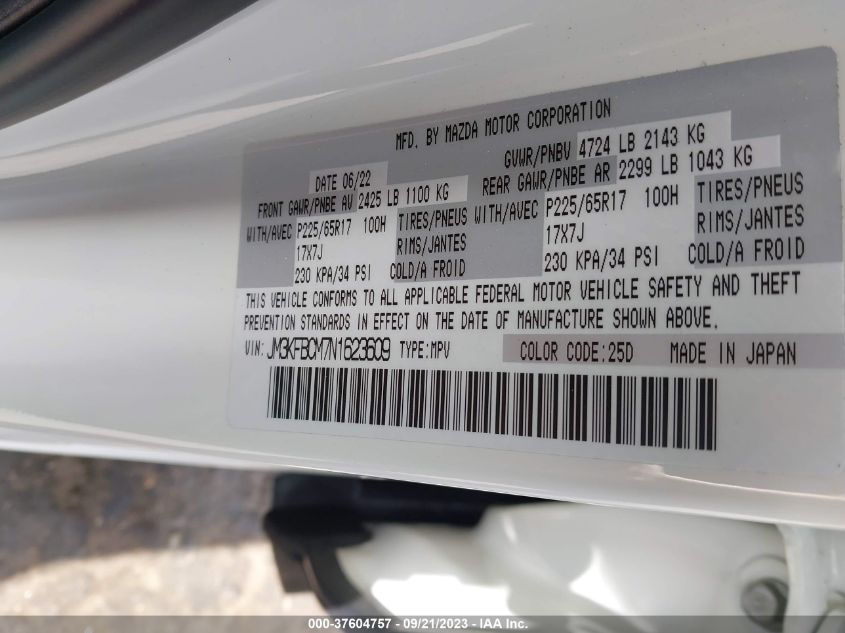 MFD. BY MAZDA MOTOR CORPORATION
DATE 06/22 GVWR/PNBV 4724 LB 2143 KG
FRONT GAWR/PNBE AV 2425 LB 1100 KG REAR GAWR/PNBE AR 2299 LB 1043 KG
WITH/AVEC P225/65R17 100H TIRES/PNEUS WITH/AVEC P225/65R17 100H TIRES/PNEUS
17X7J RIMS/JANTES 17X7J RIMS/JANTES
230 KPA/34 PSI COLD/A FROID 230 KPA/34 PSI COLD/A FROID
THIS VEHICLE CONFORMS TO ALL APPLICABLE FEDERAL MOTOR VEHICLE SAFETY AND THEFT
PREVENTION STANDARDS IN EFFECT ON THE DATE OF MANUFACTURE SHOWN ABOVE.
VIN: JM3KFBCM7N1623609 TYPE:MPV COLOR CODE:25D MADE IN JAPAN
000-37604757 - 09/21/2023 - IAA Inc.